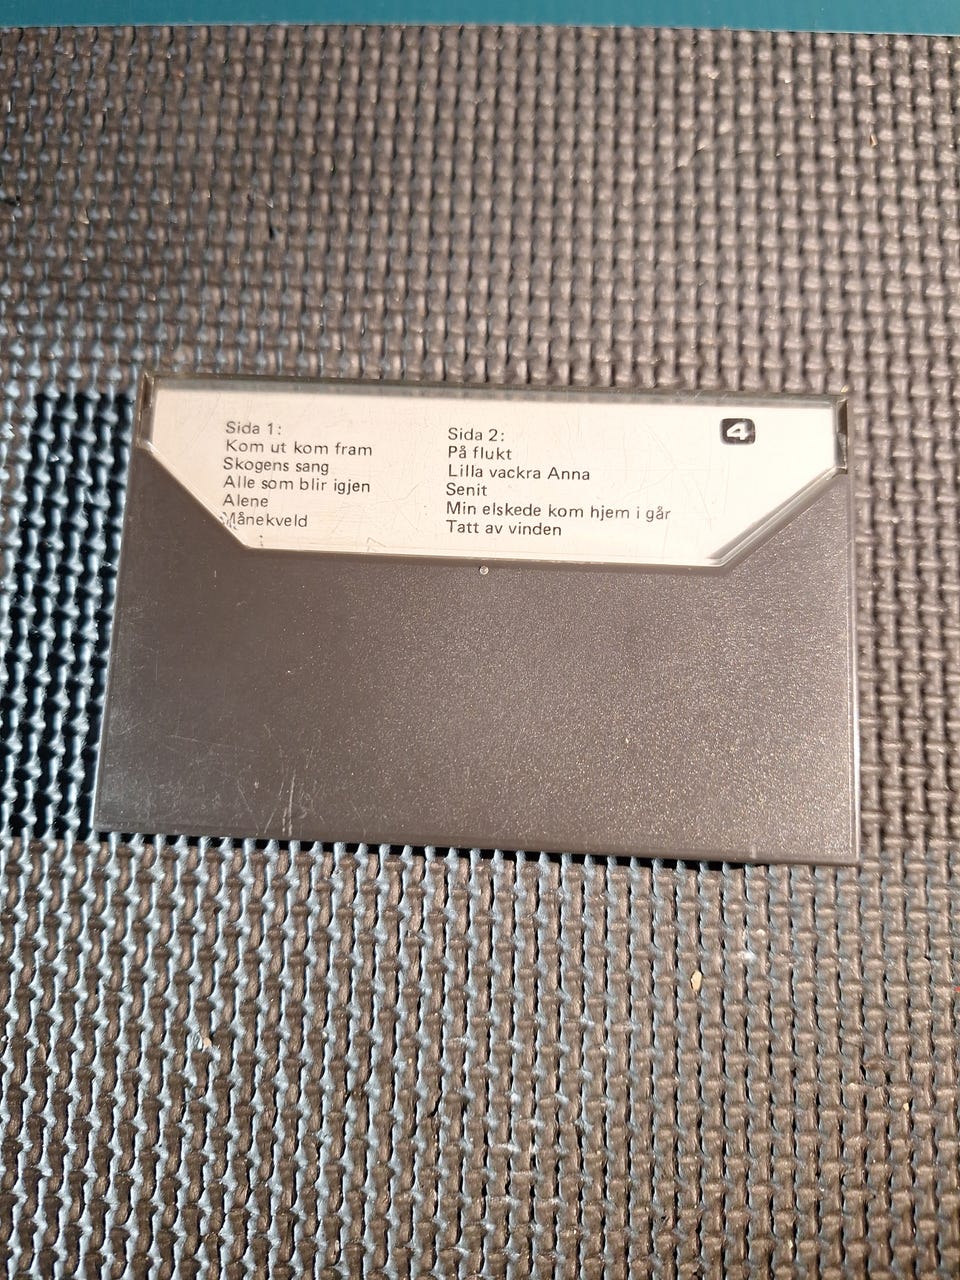 Sida 1:
Kom ut kom fram
Skogens sang
Alle som blir igjen
Alene
Månekveld
Sida 2:
På flukt
Lilla vackra Anna
Senit
Min elskede kom hjem i går
Tatt av vinden
4